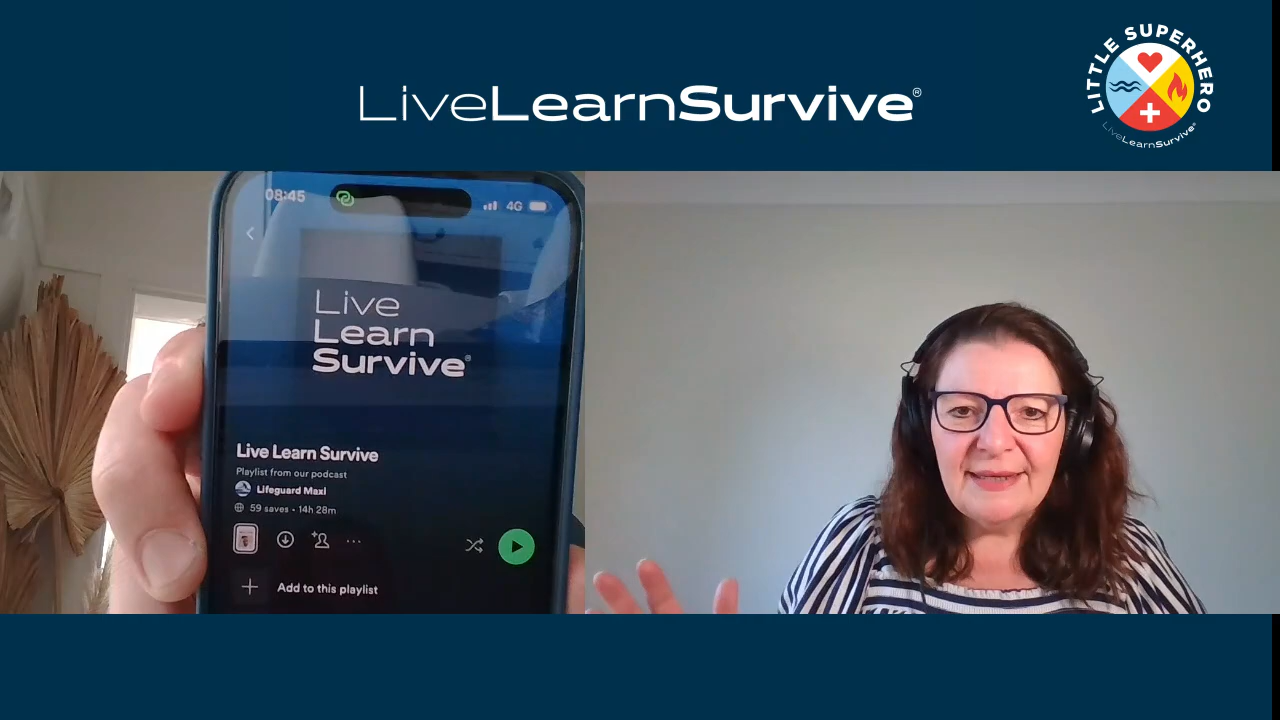 LiveLearnSurvive®
LITTLE SUPERHERO
LiveLearnSurvive®
08:45
4G
Live
Learn
Survive®
Live Learn Survive
Playlist from our podcast
Lifeguard Maxi
59 saves • 14h 28m
Add to this playlist